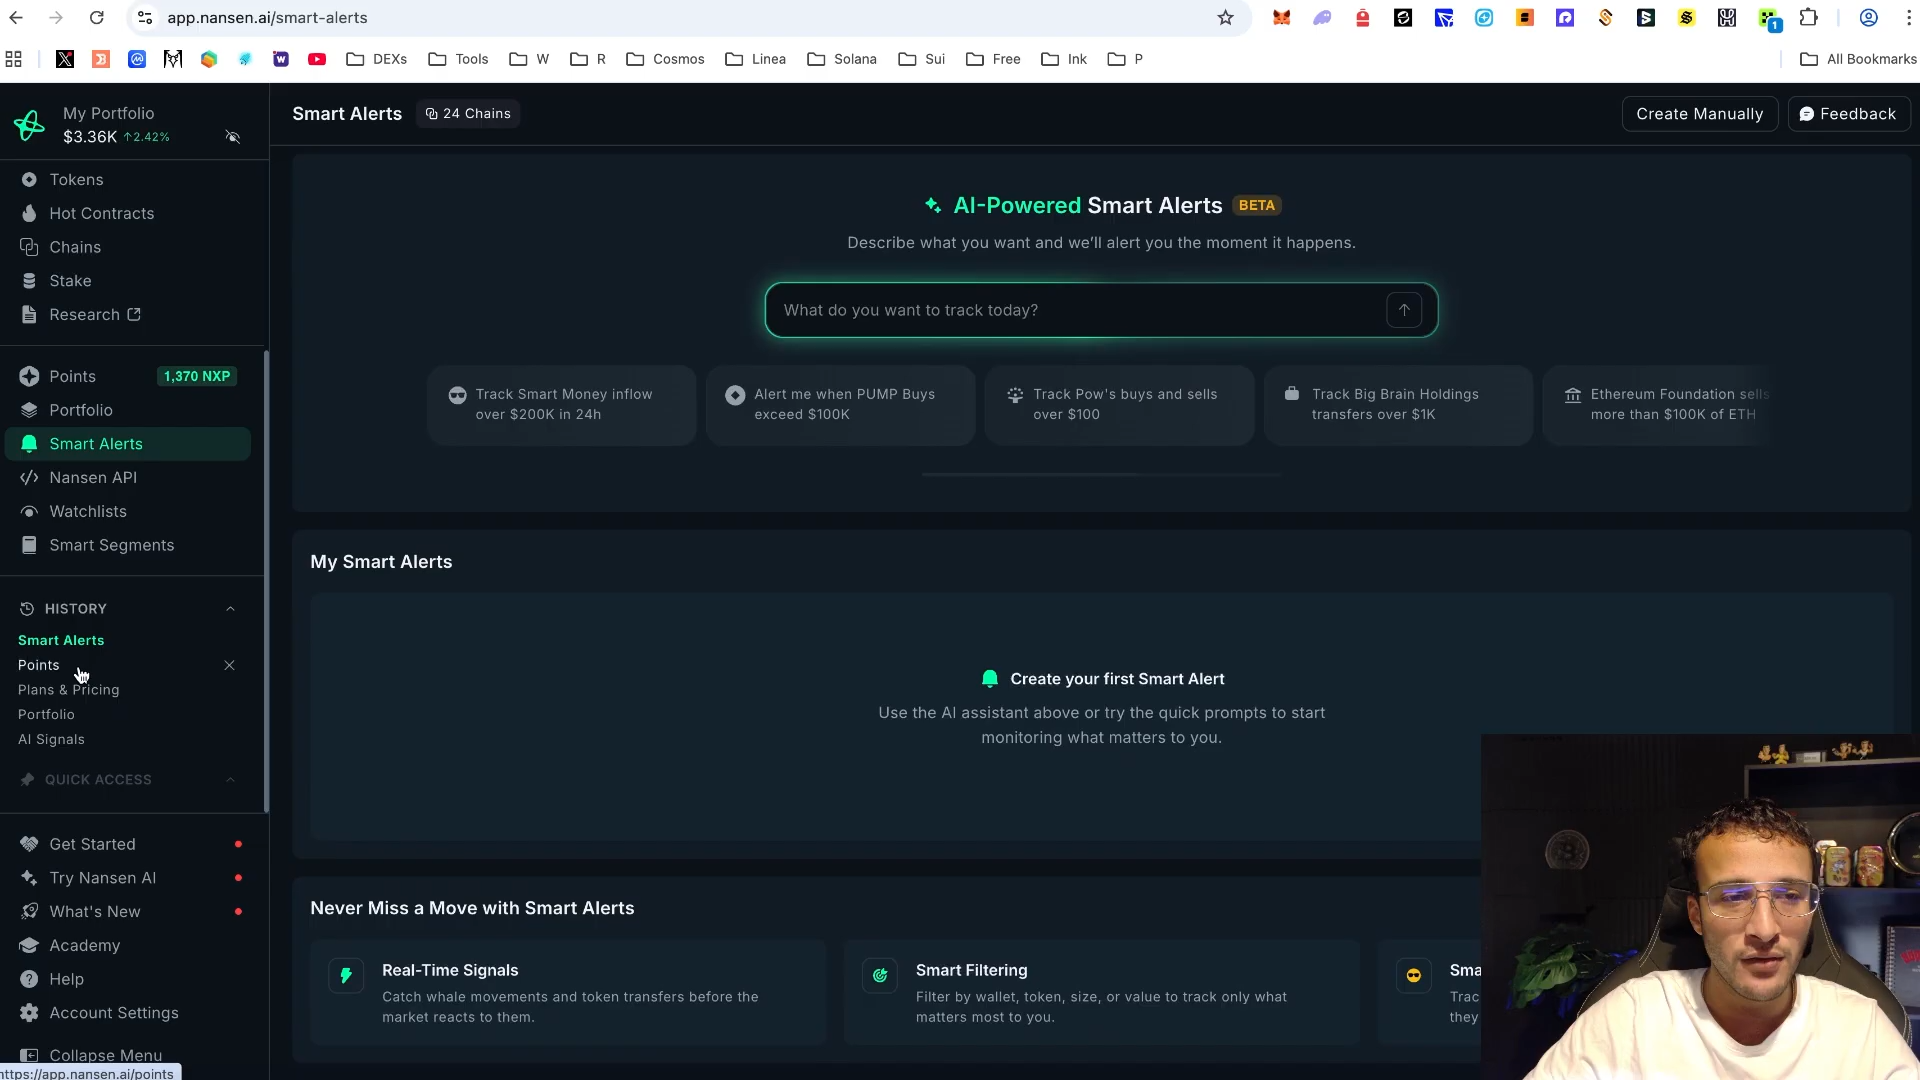 app.nansen.ai/smart-alerts
DEXs
Tools
W
R
Cosmos
Linea
Solana
Sui
Free
Ink
P
All Bookmarks
My Portfolio
$3.36K ↑2.42%
Tokens
Hot Contracts
Chains
Stake
Research
Points 1,370 NXP
Portfolio
Smart Alerts
Nansen API
Watchlists
Smart Segments
HISTORY
Smart Alerts
Points
Plans & Pricing
Portfolio
AI Signals
QUICK ACCESS
Get Started
Try Nansen AI
What's New
Academy
Help
Account Settings
Collapse Menu
https://app.nansen.ai/points
Smart Alerts 24 Chains
Create Manually
Feedback
AI-Powered Smart Alerts BETA
Describe what you want and we'll alert you the moment it happens.
What do you want to track today?
Track Smart Money inflow
over $200K in 24h
Alert me when PUMP Buys
exceed $100K
Track Pow's buys and sells
over $100
Track Big Brain Holdings
transfers over $1K
Ethereum Foundation sells
more than $100K of ETH
My Smart Alerts
Create your first Smart Alert
Use the AI assistant above or try the quick prompts to start
monitoring what matters to you.
Never Miss a Move with Smart Alerts
Real-Time Signals
Catch whale movements and token transfers before the
market reacts to them.
Smart Filtering
Filter by wallet, token, size, or value to track only what
matters most to you.
Sma
Trac
they